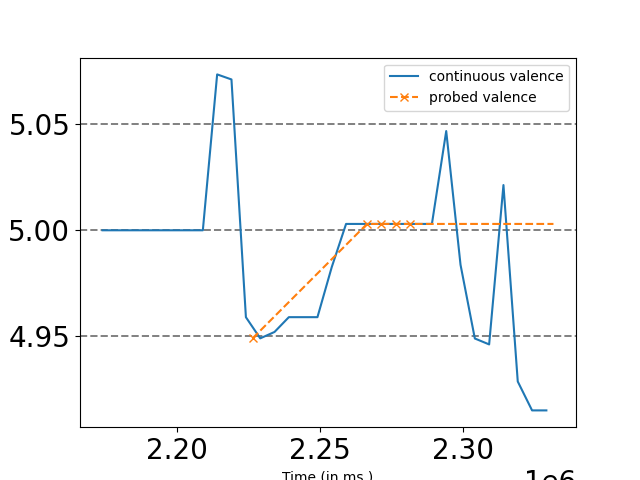 continuous valence
probed valence
5.05
5.00
4.95
2.20 2.25 2.30
Time (in ms.)
1e6